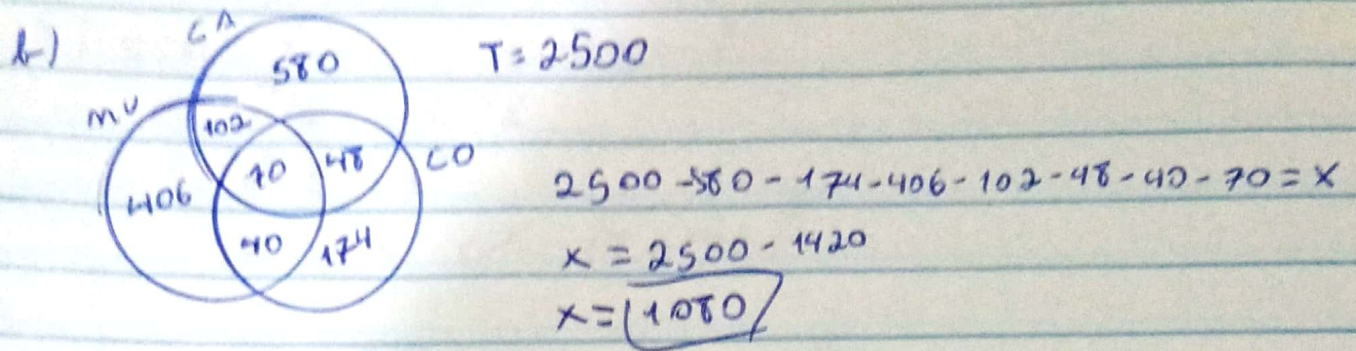 b)
CA
580
T = 2500
MU
102
70
48
CO
406
40
174
2500 - 580 - 174 - 406 - 102 - 48 - 40 - 70 = x
x = 2500 - 1420
x = 1080